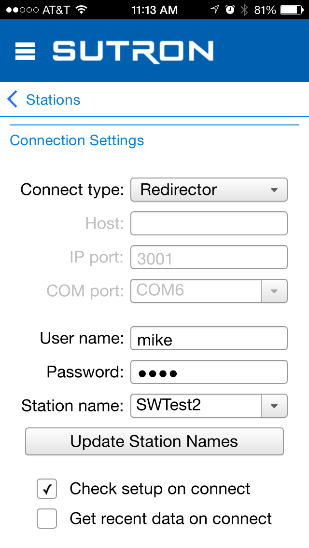 AT&T 11:13 AM 81%
SUTRON
Stations
Connection Settings
Connect type: Redirector
Host:
IP port: 3001
COM port: COM6
User name: mike
Password: ●●●●
Station name: SWTest2
Update Station Names
Check setup on connect
Get recent data on connect